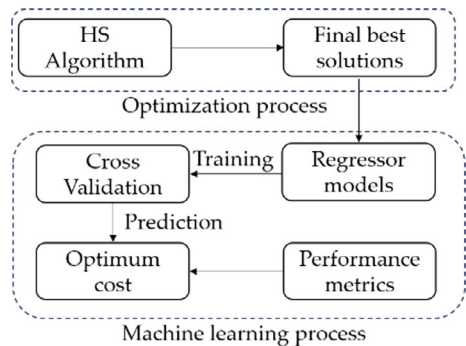 HS
Algorithm
Final best
solutions
Optimization process
Cross
Validation
Training
Regressor
models
Prediction
Optimum
cost
Performance
metrics
Machine learning process